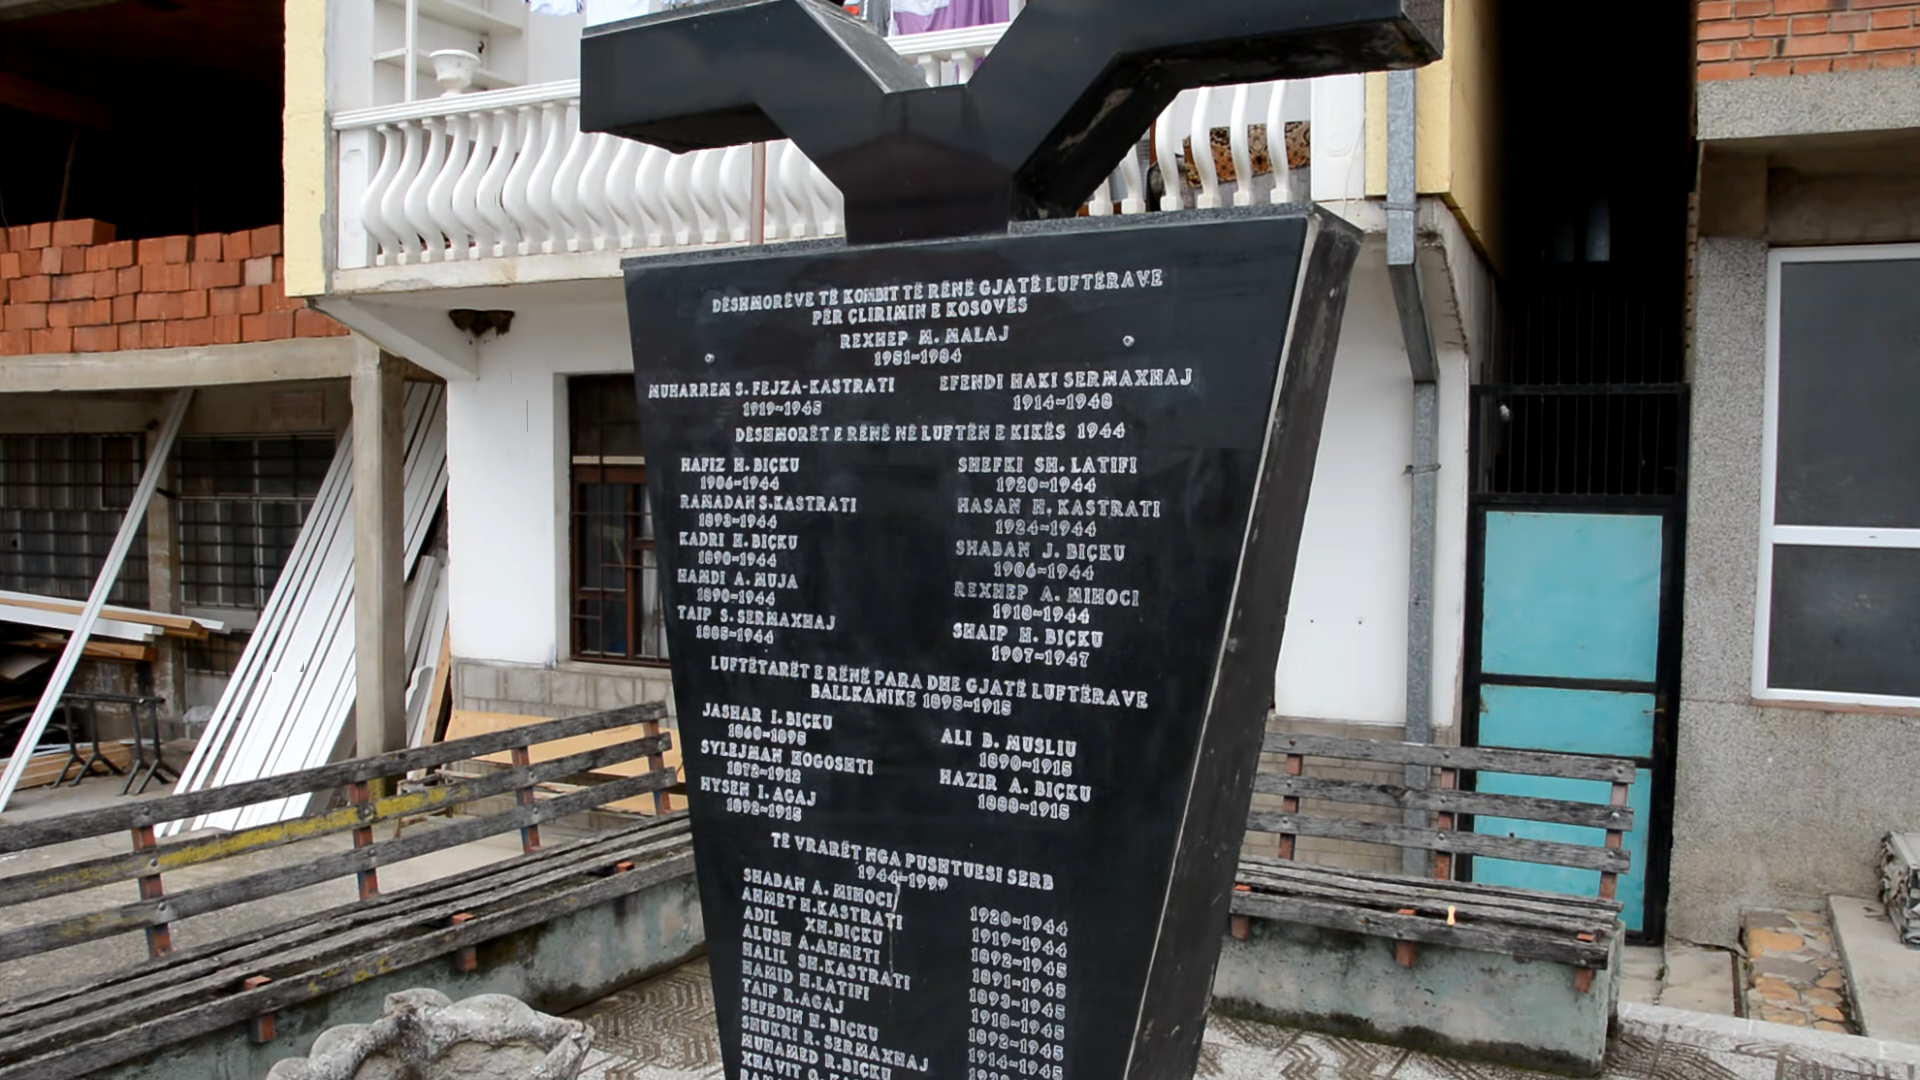 DËSHMORËVE TË KOMBIT TË RËNË GJATË LUFTËRAVE
PËR ÇLIRIMIN E KOSOVËS
REXHEP M. MALAJ
1951-1984
MUHARREM S. FEJZA-KASTRATI
1919-1945
EFENDI HAKI SERMAXHAJ
1914-1948
DËSHMORËT E RËNË NË LUFTËN E KIKËS 1944
HAFIZ H. BIÇKU
1906-1944
RAMADAN S. KASTRATI
1893-1944
KADRI H. BIÇKU
1890-1944
HAMDI A. MUJA
1890-1944
TAIP S. SERMAXHAJ
1885-1944
SHEFKI SH. LATIFI
1920-1944
HASAN H. KASTRATI
1924-1944
SHABAN J. BIÇKU
1906-1944
REXHEP A. MIHOCI
1918-1944
SHAIP H. BIÇKU
1907-1947
LUFTËTARËT E RËNË PARA DHE GJATË LUFTËRAVE
BALLKANIKE 1895-1915
JASHAR I. BIÇKU
1860-1895
SYLEJMAN HOGOSHTI
1872-1912
HYSEN I. AGAJ
1892-1915
ALI B. MUSLIU
1890-1915
HAZIR A. BIÇKU
1888-1915
TË VRARËT NGA PUSHTUESI SERB
1944-1999
SHABAN A. MIHOCI 1920-1944
AHMET H. KASTRATI 1919-1944
ADIL XH. BIÇKU 1892-1945
ALUSH A. AHMETI 1891-1945
HALIL SH. KASTRATI 1893-1945
HAMID H. LATIFI 1918-1945
TAIP R. AGAJ 1892-1945
SEFEDIN H. BIÇKU 1914-1945
SHUKRI R. SERMAXHAJ
MUHAMED R. BIÇKU
XHAVIT